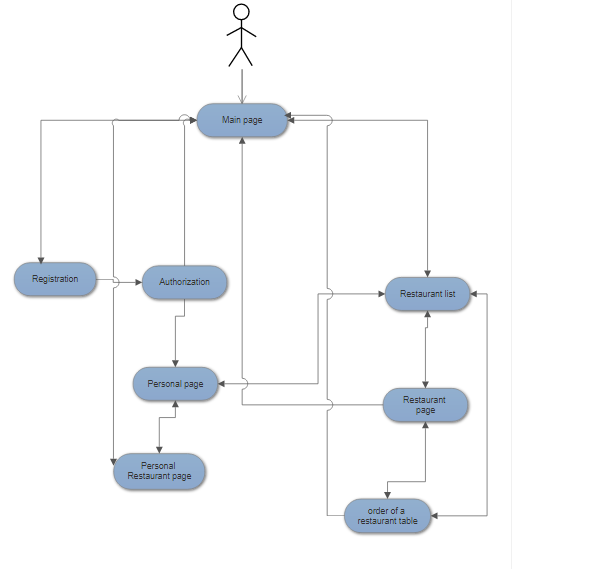 Main page
Registration
Authorization
Restaurant list
Personal page
Restaurant
page
Personal
Restaurant page
order of a
restaurant table